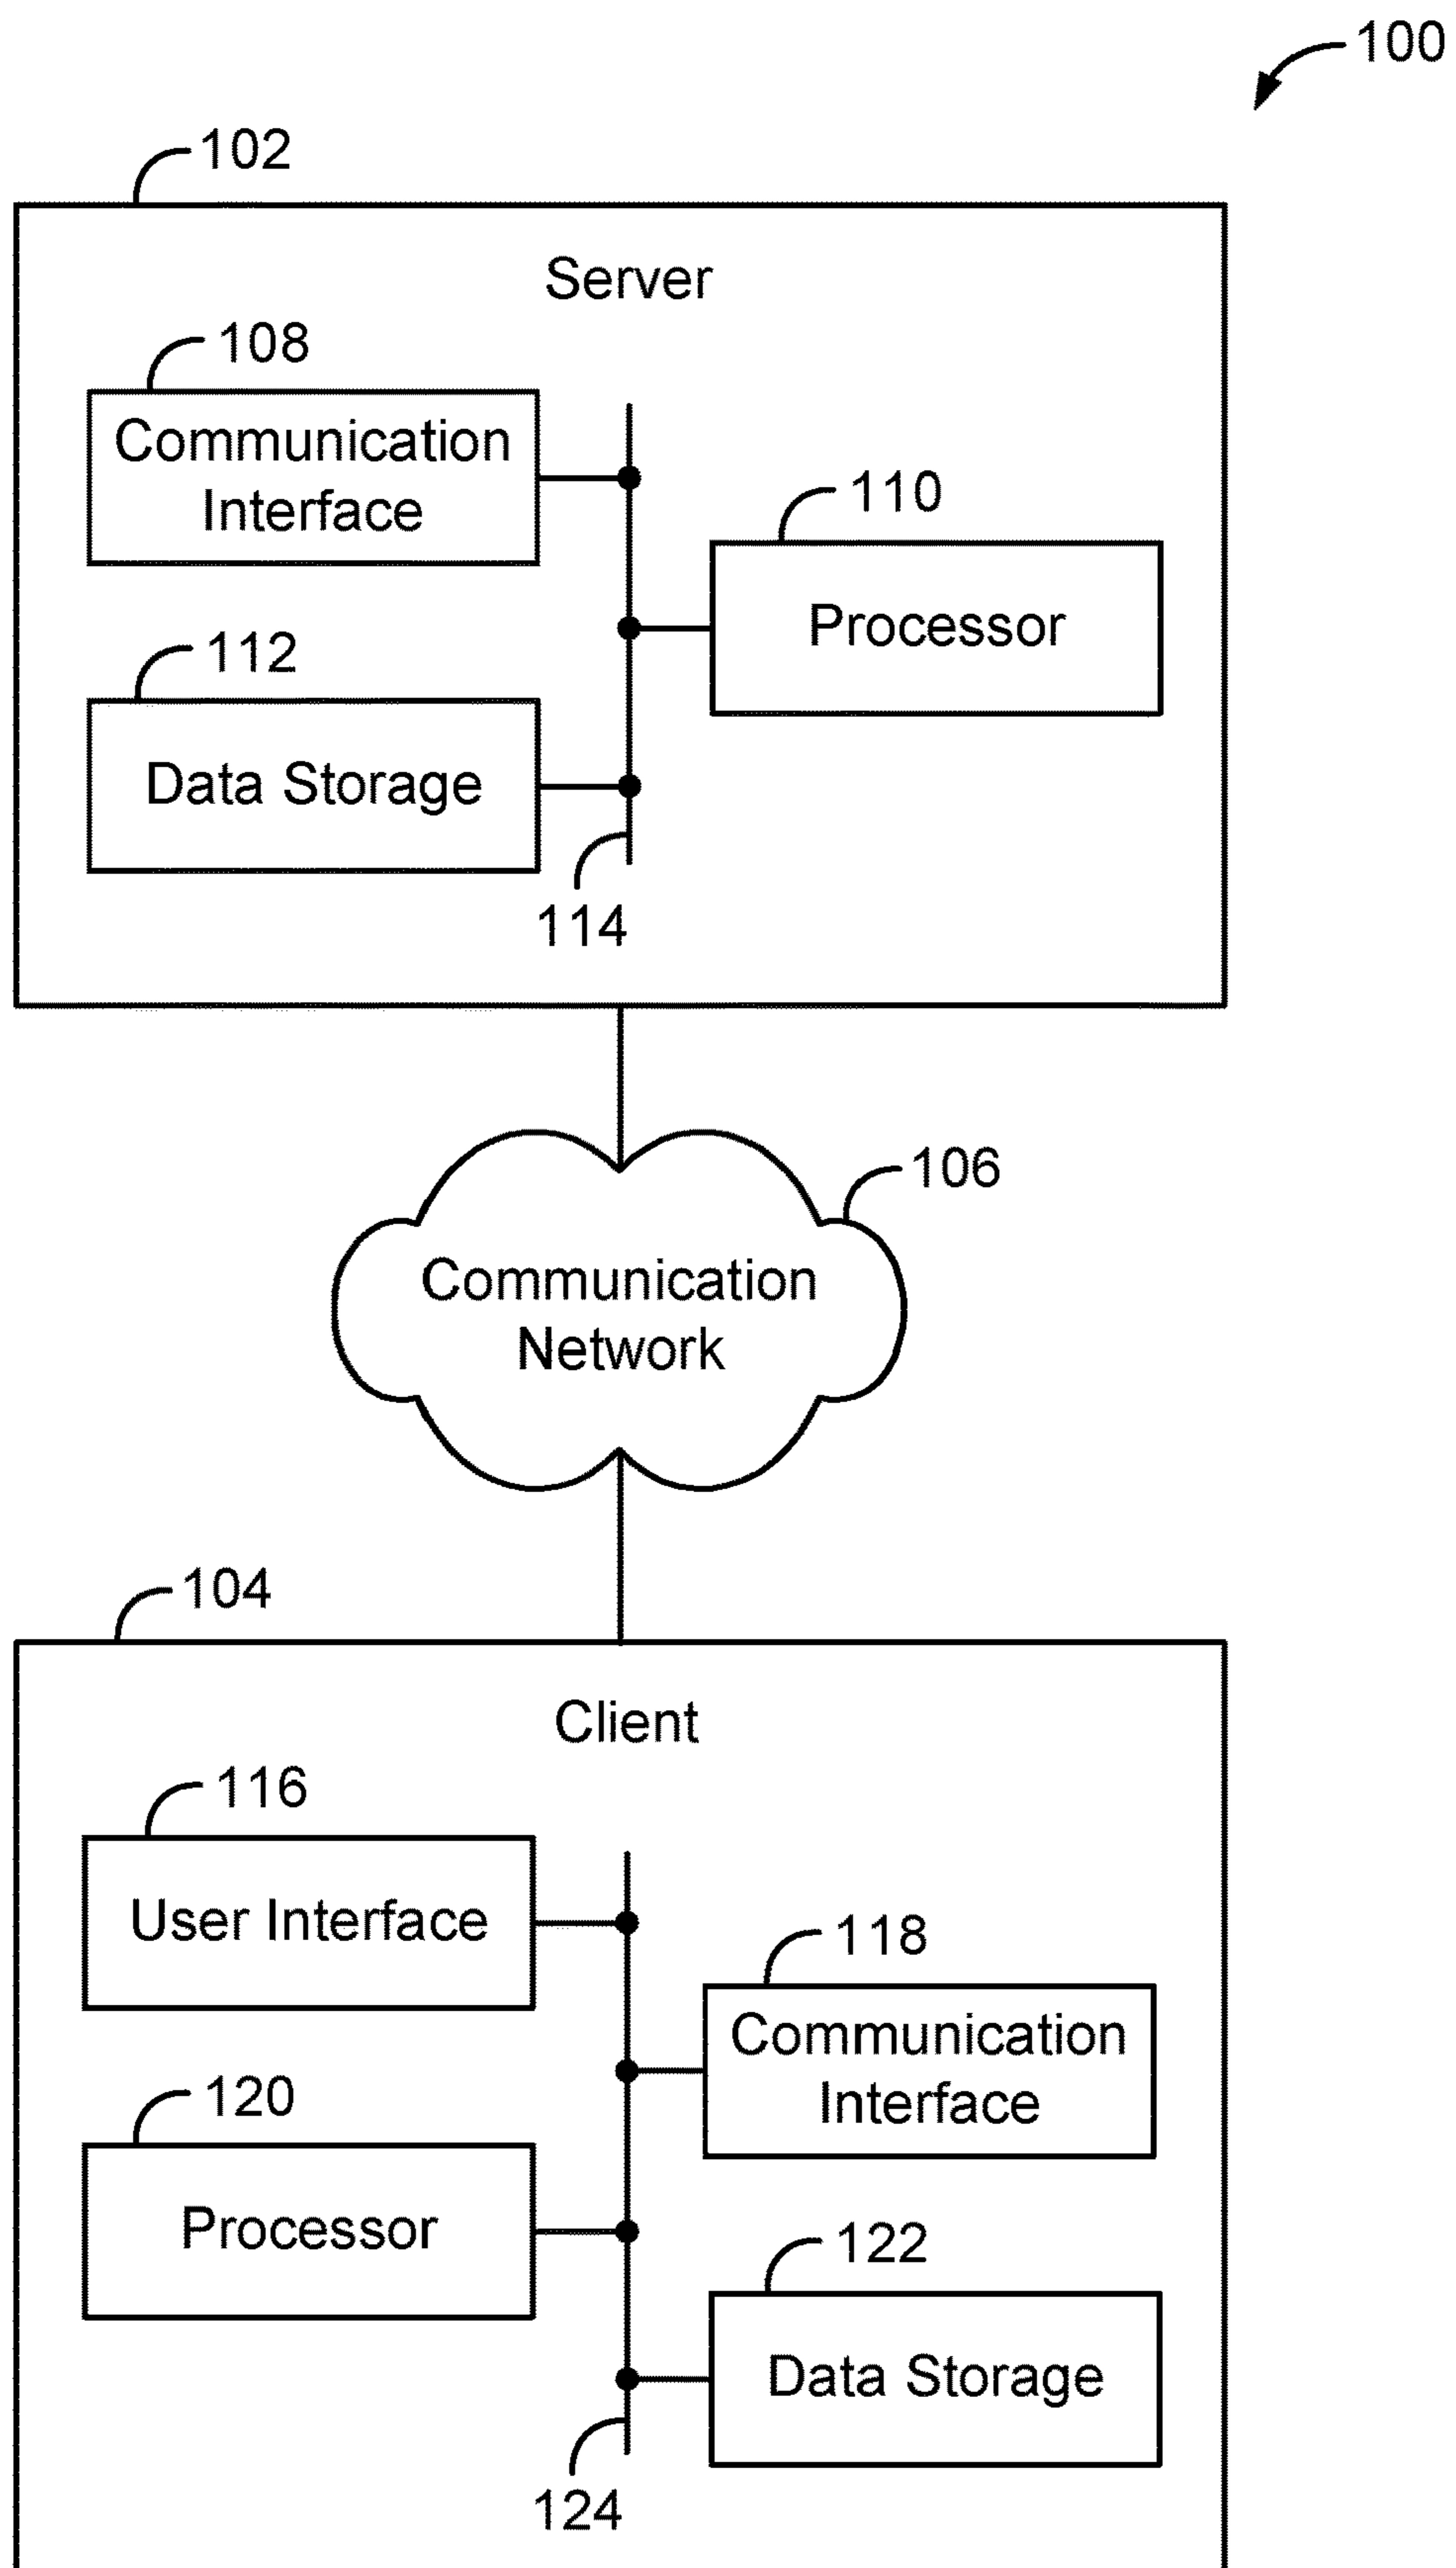 100
102
Server
108
Communication
Interface
110
Processor
112
Data Storage
114
106
Communication
Network
104
Client
116
User Interface
118
Communication
Interface
120
Processor
122
Data Storage
124